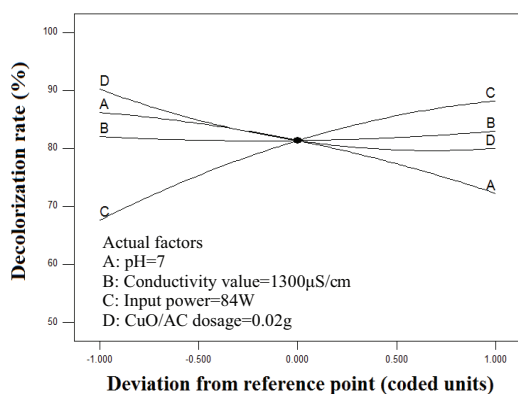 Decolorization rate (%)
100
90
80
70
60
50
D
A
B
C
C
B
D
A
Actual factors
A: pH=7
B: Conductivity value=1300μS/cm
C: Input power=84W
D: CuO/AC dosage=0.02g
-1.000
-0.500
0.000
0.500
1.000
Deviation from reference point (coded units)